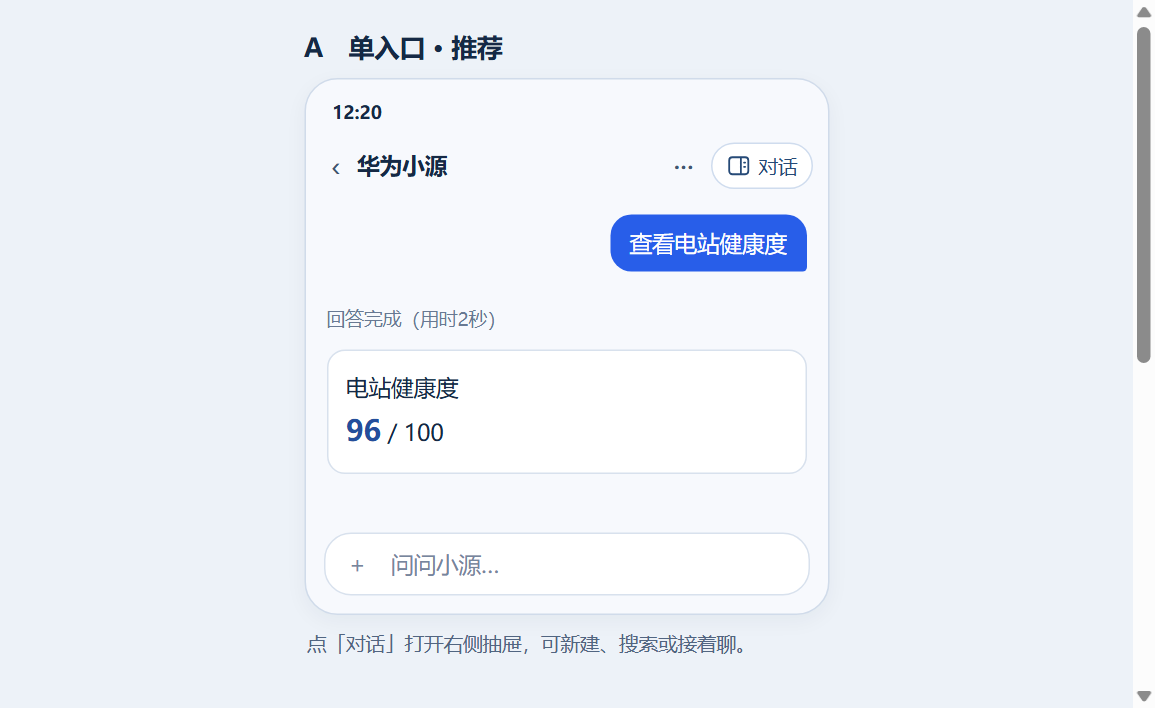 A 单入口·推荐
12:20
‹ 华为小源 ··· 对话
查看电站健康度
回答完成（用时2秒）
电站健康度
96 / 100
+ 问问小源...
点「对话」打开右侧抽屉，可新建、搜索或接着聊。